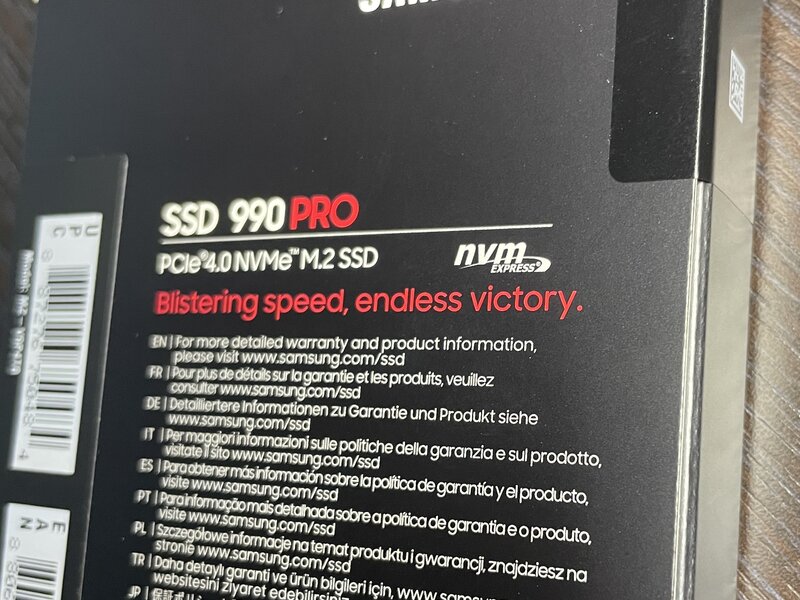 SSD 990 PRO
PCIe® 4.0 NVMe™ M.2 SSD
nvm
EXPRESS
Blistering speed, endless victory.
EN | For more detailed warranty and product information,
please visit www.samsung.com/ssd
FR | Pour plus de détails sur la garantie et les produits, veuillez
consulter www.samsung.com/ssd
DE | Detailliertere Informationen zu Garantie und Produkt siehe
www.samsung.com/ssd
IT | Per maggiori informazioni sulle politiche della garanzia e sul prodotto,
visitate il sito www.samsung.com/ssd
ES | Para obtener más información sobre la política de garantía y el producto,
visite www.samsung.com/ssd
PT | Para informação mais detalhada sobre a política de garantia e o produto,
visite www.samsung.com/ssd
PL | Szczegółowe informacje na temat produktu i gwarancji, znajdziesz na
stronie www.samsung.com/ssd
TR | Daha detaylı garanti ve ürün bilgileri için, www.samsung
websitesini ziyaret edebilirsiniz
JP | 保証
UPC
EAN